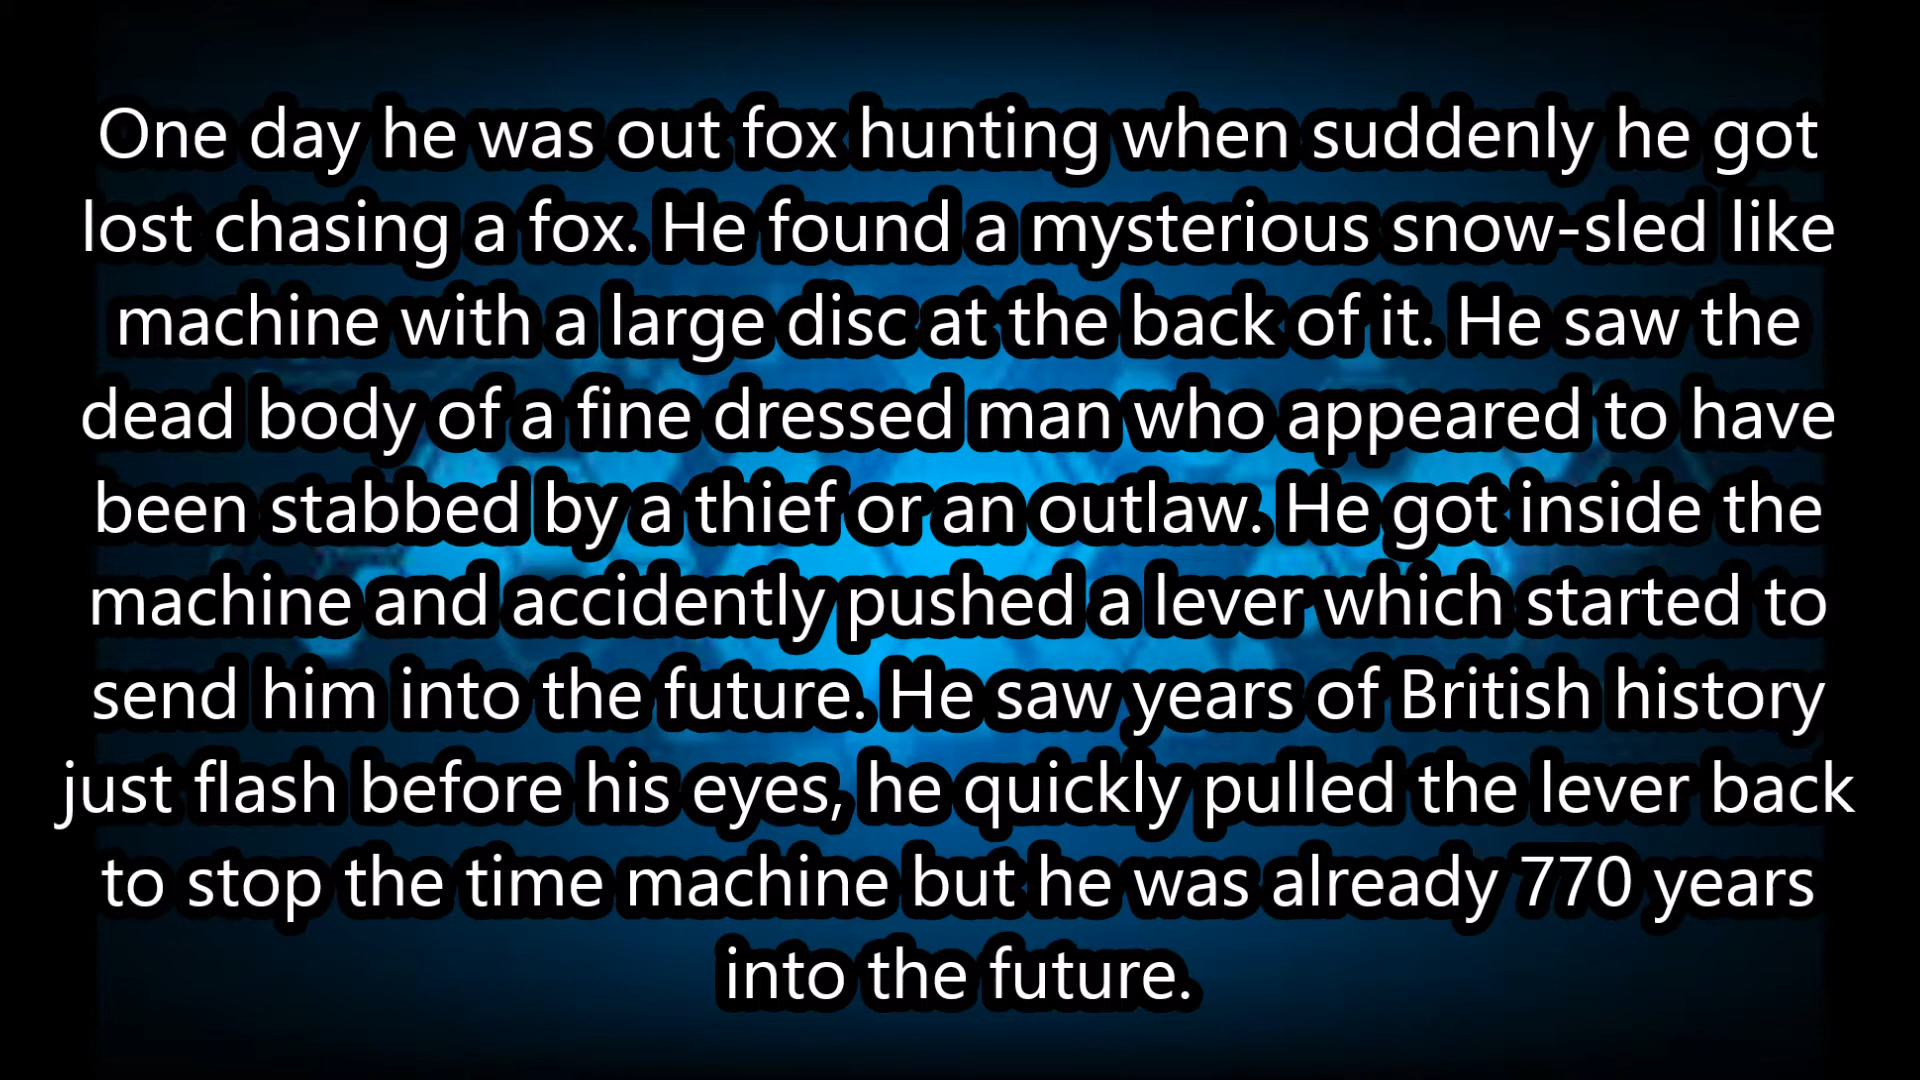 One day he was out fox hunting when suddenly he got
lost chasing a fox. He found a mysterious snow-sled like
machine with a large disc at the back of it. He saw the
dead body of a fine dressed man who appeared to have
been stabbed by a thief or an outlaw. He got inside the
machine and accidently pushed a lever which started to
send him into the future. He saw years of British history
just flash before his eyes, he quickly pulled the lever back
to stop the time machine but he was already 770 years
into the future.